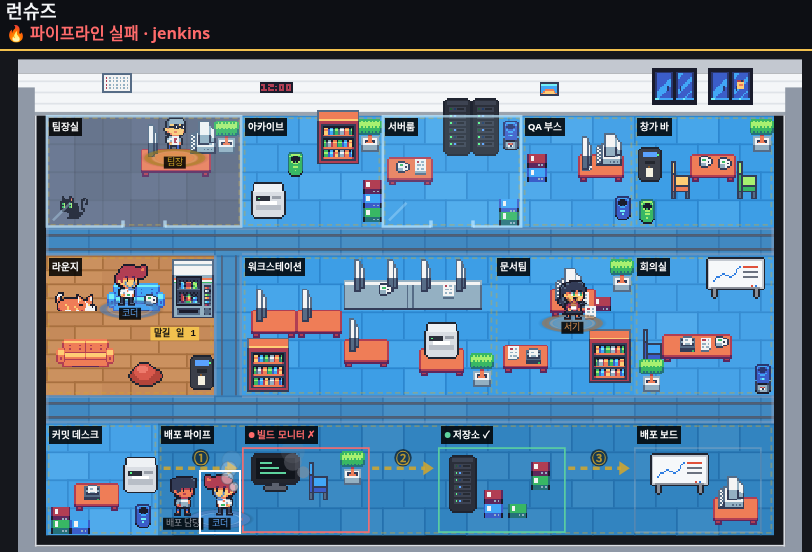 런슈즈
🔥 파이프라인 실패 · jenkins
12:00
팀장실
아카이브
서버룸
QA 부스
창가 바
팀장
라운지
워크스테이션
문서팀
회의실
코더
서기
맡길 일 1
커밋 데스크
배포 파이프
● 빌드 모니터 ✗
● 저장소 ✓
배포 보드
①
②
③
배포 담당
코더